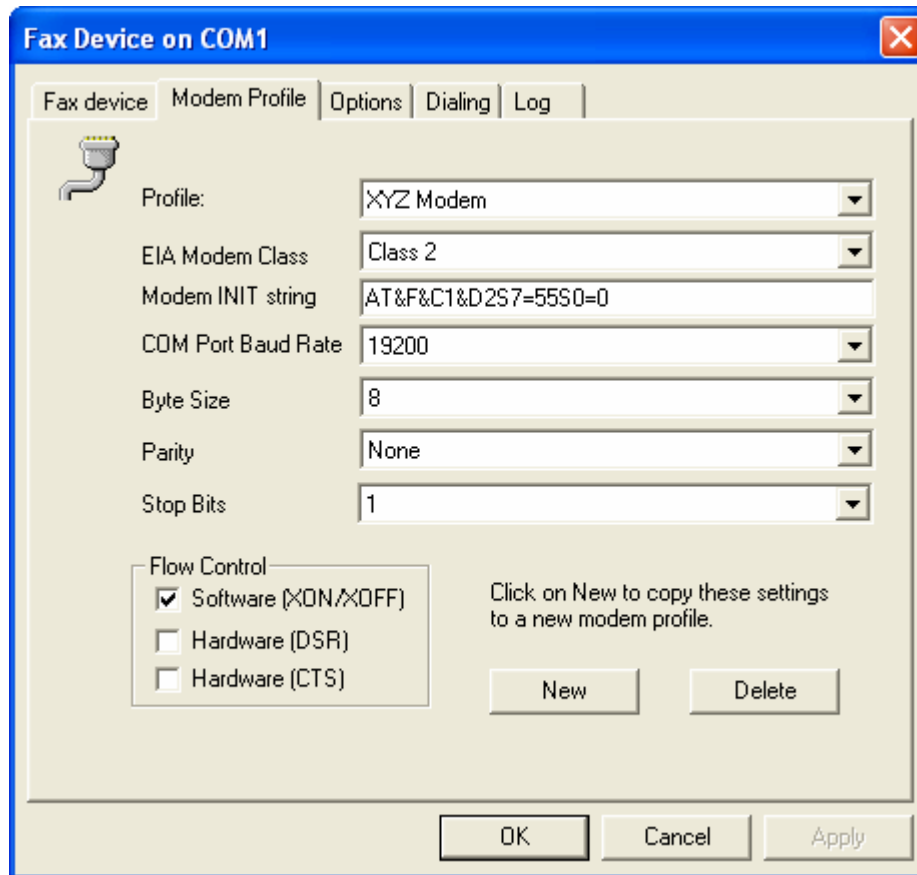 Fax Device on COM1
Fax device Modem Profile Options Dialing Log
Profile: XYZ Modem
EIA Modem Class Class 2
Modem INIT string AT&F&C1&D2S7=55S0=0
COM Port Baud Rate 19200
Byte Size 8
Parity None
Stop Bits 1
Flow Control
Software (XON/XOFF)
Hardware (DSR)
Hardware (CTS)
Click on New to copy these settings
to a new modem profile.
New Delete
OK Cancel Apply